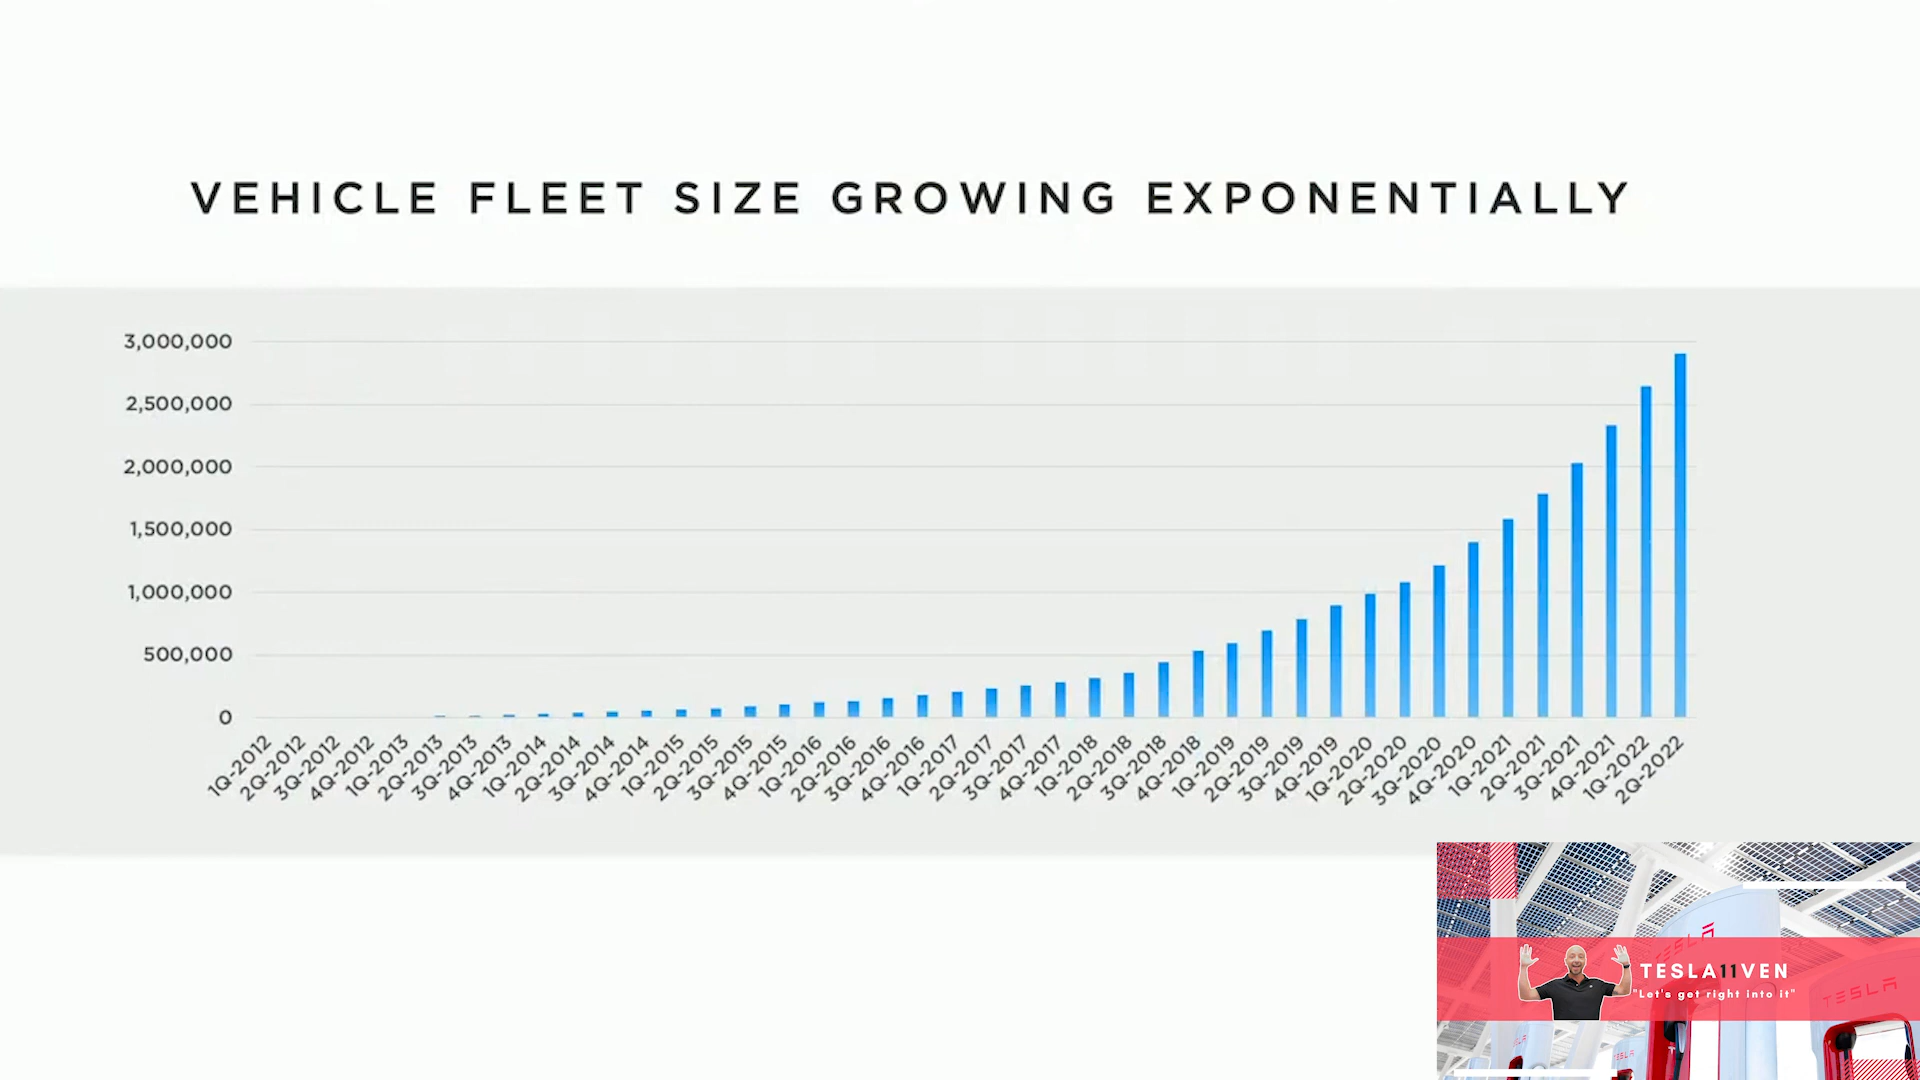 VEHICLE FLEET SIZE GROWING EXPONENTIALLY
3,000,000
2,500,000
2,000,000
1,500,000
1,000,000
500,000
0
1Q-2012
2Q-2012
3Q-2012
4Q-2012
1Q-2013
2Q-2013
3Q-2013
4Q-2013
1Q-2014
2Q-2014
3Q-2014
4Q-2014
1Q-2015
2Q-2015
3Q-2015
4Q-2015
1Q-2016
2Q-2016
3Q-2016
4Q-2016
1Q-2017
2Q-2017
3Q-2017
4Q-2017
1Q-2018
2Q-2018
3Q-2018
4Q-2018
1Q-2019
2Q-2019
3Q-2019
4Q-2019
1Q-2020
2Q-2020
3Q-2020
4Q-2020
1Q-2021
2Q-2021
3Q-2021
4Q-2021
1Q-2022
2Q-2022
TESLA
TESLA11VEN
"Let's get right into it"
TESLA
TESLA
TESLA